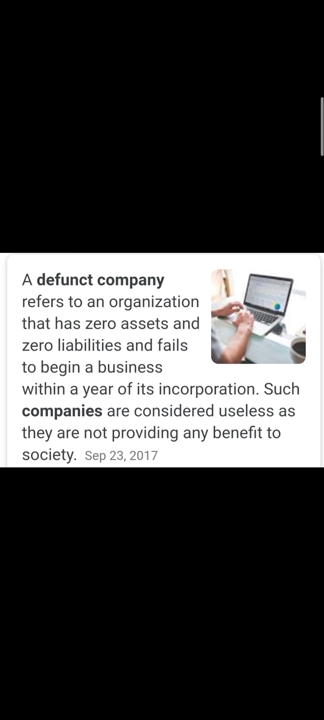 A defunct company
refers to an organization
that has zero assets and
zero liabilities and fails
to begin a business
within a year of its incorporation. Such
companies are considered useless as
they are not providing any benefit to
society. Sep 23, 2017